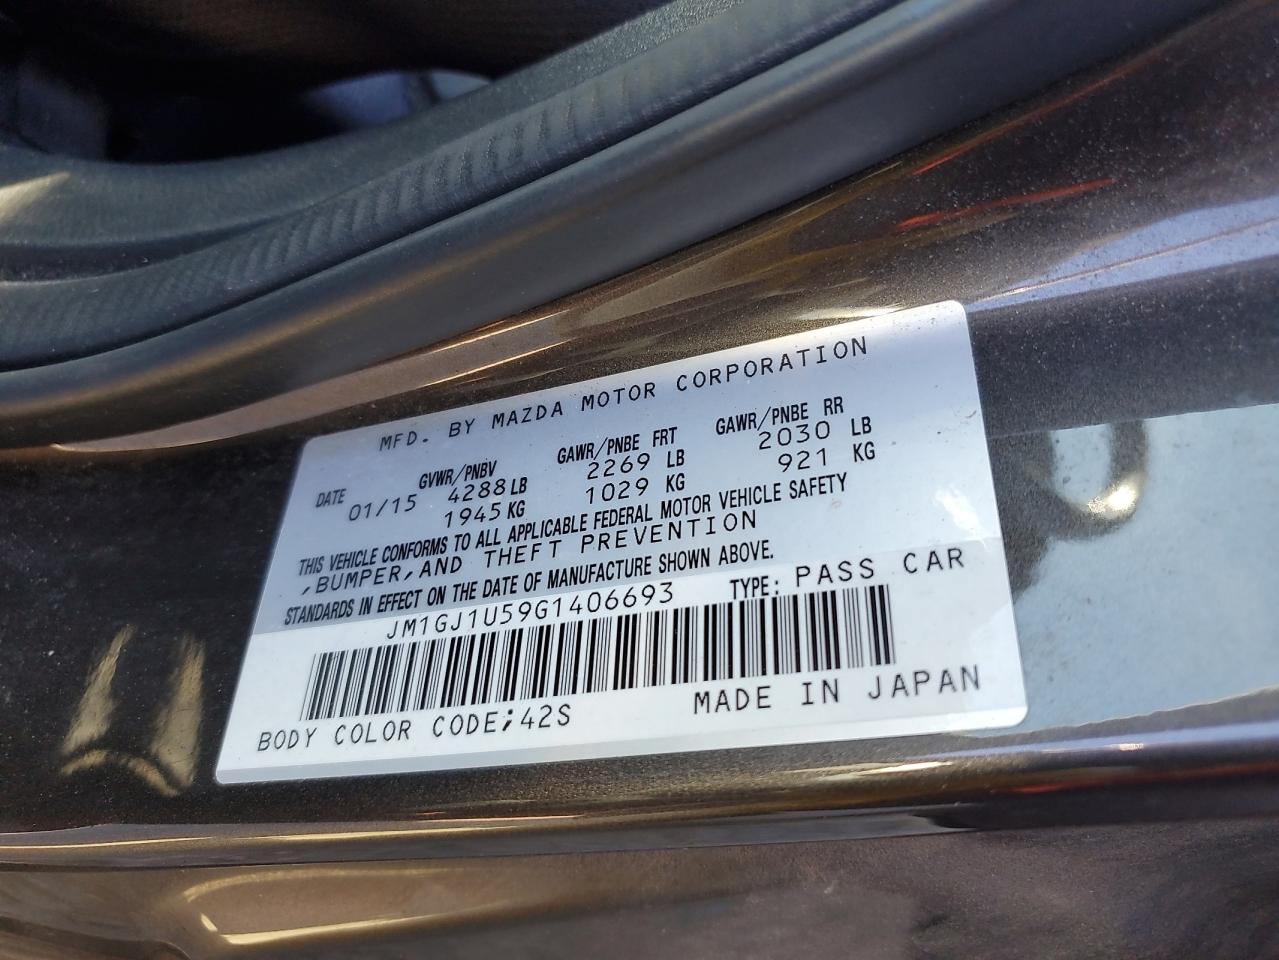 MFD. BY MAZDA MOTOR CORPORATION
GVWR/PNBV GAWR/PNBE FRT GAWR/PNBE RR
DATE 01/15 4288 LB 2269 LB 2030 LB
1945 KG 1029 KG 921 KG
THIS VEHICLE CONFORMS TO ALL APPLICABLE FEDERAL MOTOR VEHICLE SAFETY
,BUMPER,AND THEFT PREVENTION
STANDARDS IN EFFECT ON THE DATE OF MANUFACTURE SHOWN ABOVE.
JM1GJ1U59G1406693 TYPE: PASS CAR
BODY COLOR CODE;42S MADE IN JAPAN